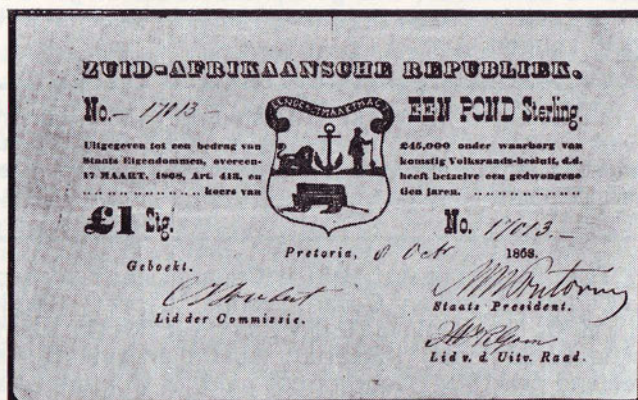 ZUID-AFRIKAANSCHE REPUBLIEK.
No.- 17013- EENDRAGT MAAKT MAGT EEN POND Sterling.
Uitgegeven tot een bedrag van £45,000 onder waarborg van
Staats Eigendommen, overeen- komstig Volksraads-besluit, d.d.
17 MAART, 1868, Art. 413, en heeft betzelve een gedwongene
koers van tien jaren.
£1 Stg. No. 17013.-
Pretoria, 8 Oct 1868.
Geboekt.
Lid der Commissie. Staats President.
Lid v. d. Uitv. Raad.